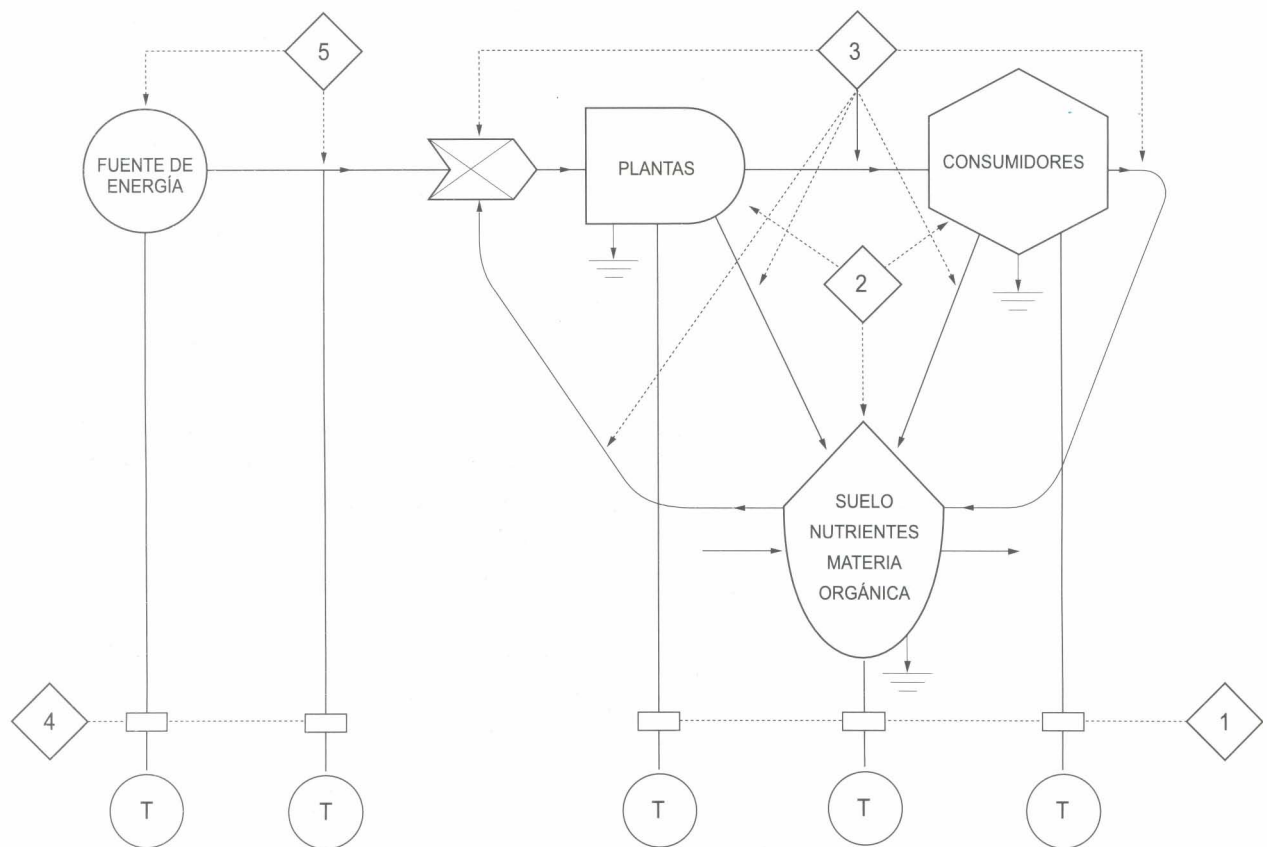 5
3
FUENTE DE
ENERGÍA
PLANTAS
CONSUMIDORES
2
SUELO
NUTRIENTES
MATERIA
ORGÁNICA
4
1
T
T
T
T
T